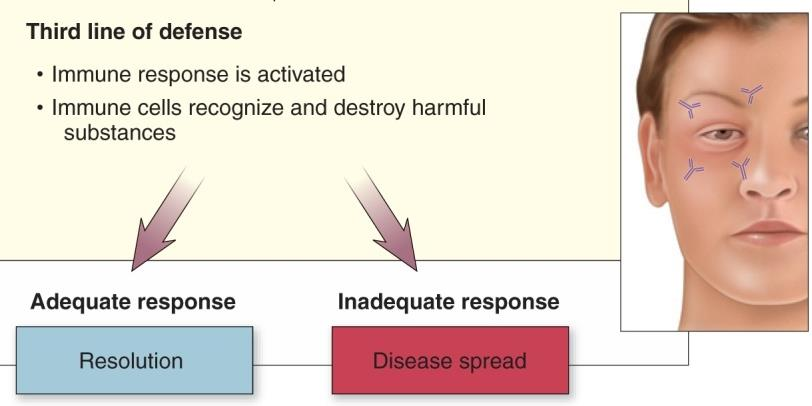 Third line of defense
• Immune response is activated
• Immune cells recognize and destroy harmful
substances
Adequate response
Inadequate response
Resolution
Disease spread